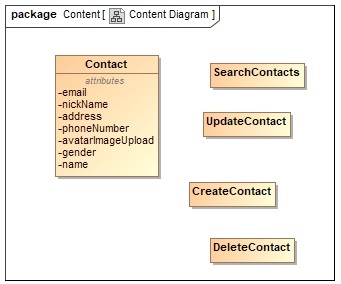 package Content [ Content Diagram ]
Contact
attributes
-email
-nickName
-address
-phoneNumber
-avatarImageUpload
-gender
-name
SearchContacts
UpdateContact
CreateContact
DeleteContact